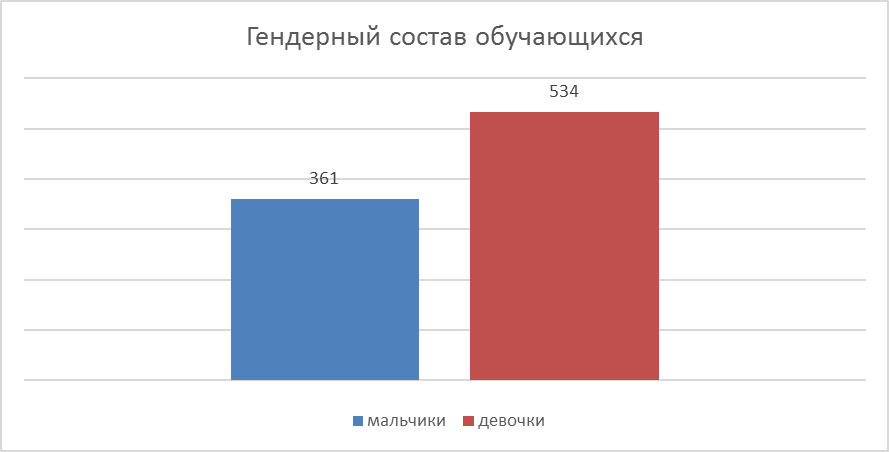 Гендерный состав обучающихся
534
361
мальчики девочки